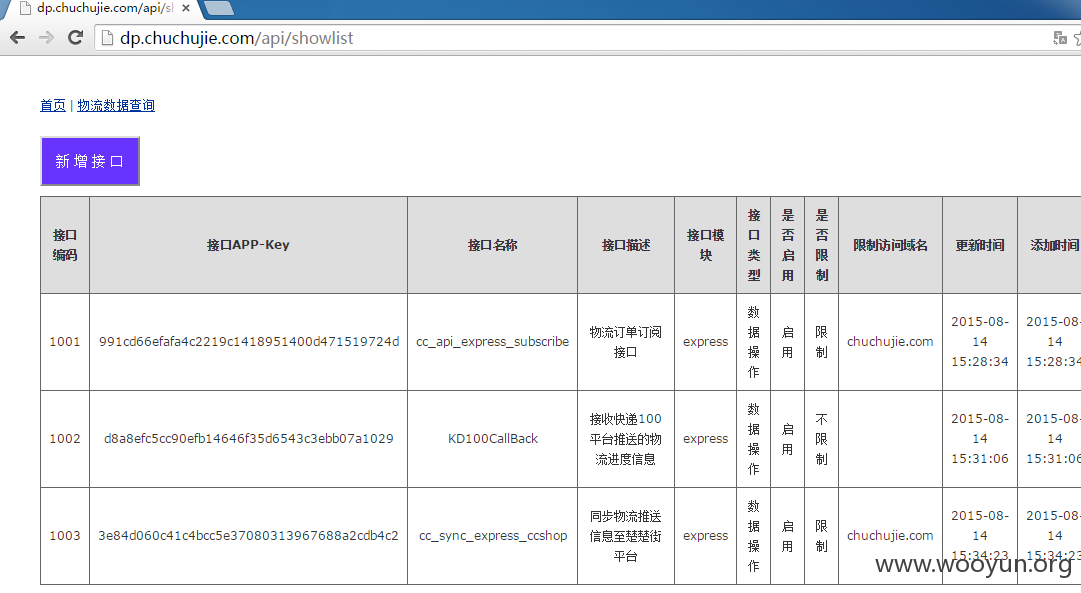 dp.chuchujie.com/api/sh
dp.chuchujie.com/api/showlist
首页 | 物流数据查询
新 增 接 口
接口编码 接口APP-Key 接口名称 接口描述 接口模块 接口类型 是否启用 是否限制 限制访问域名 更新时间 添加时间
1001 991cd66efafa4c2219c1418951400d471519724d cc_api_express_subscribe 物流订单订阅接口 express 数据操作 启用 限制 chuchujie.com 2015-08-14 15:28:34 2015-08-14 15:28:34
1002 d8a8efc5cc90efb14646f35d6543c3ebb07a1029 KD100CallBack 接收快递100平台推送的物流进度信息 express 数据操作 启用 不限制 2015-08-14 15:31:06 2015-08-14 15:31:06
1003 3e84d060c41c4bcc5e37080313967688a2cdb4c2 cc_sync_express_ccshop 同步物流推送信息至楚楚街平台 express 数据操作 启用 限制 chuchujie.com 2015-08-14 15:34:23 2015-08-14 15:34:23
www.wooyun.org